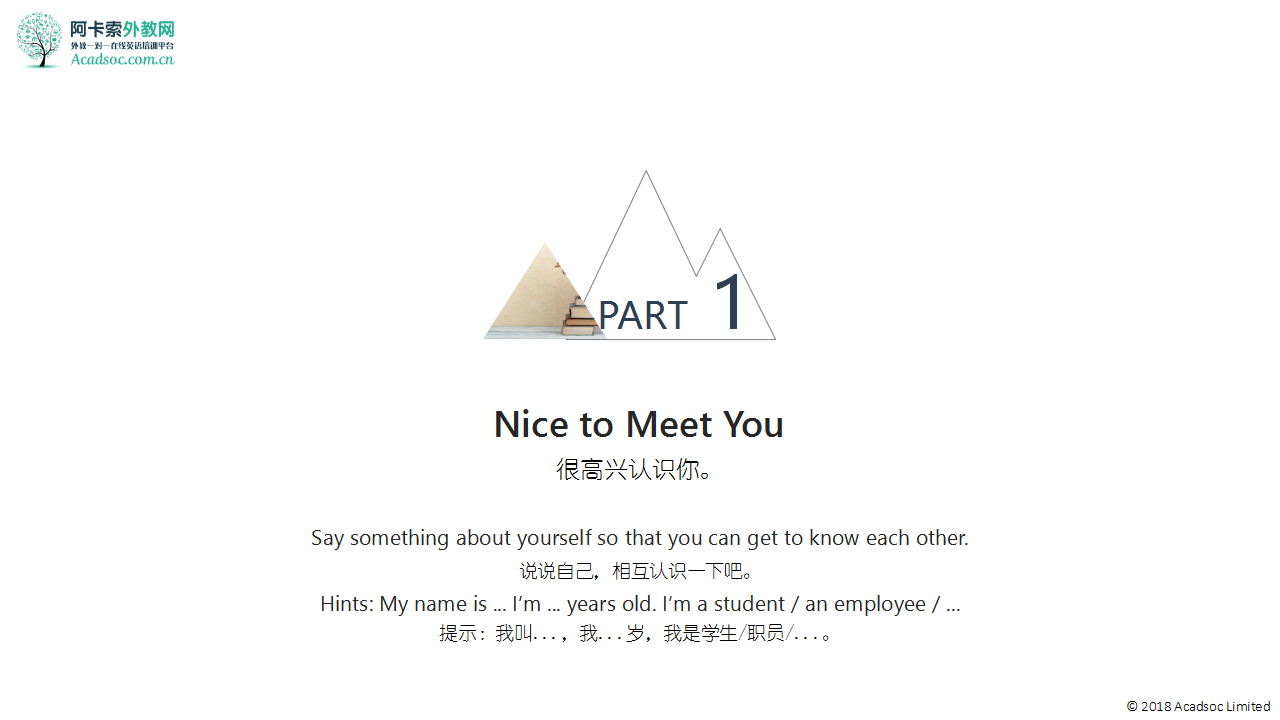 阿卡索外教网
外教一对一在线英语培训平台
Acadsoc.com.cn
PART 1
Nice to Meet You
很高兴认识你。
Say something about yourself so that you can get to know each other.
说说自己，相互认识一下吧。
Hints: My name is ... I’m ... years old. I’m a student / an employee / ...
提示：我叫...，我...岁，我是学生/职员/...。
© 2018 Acadsoc Limited